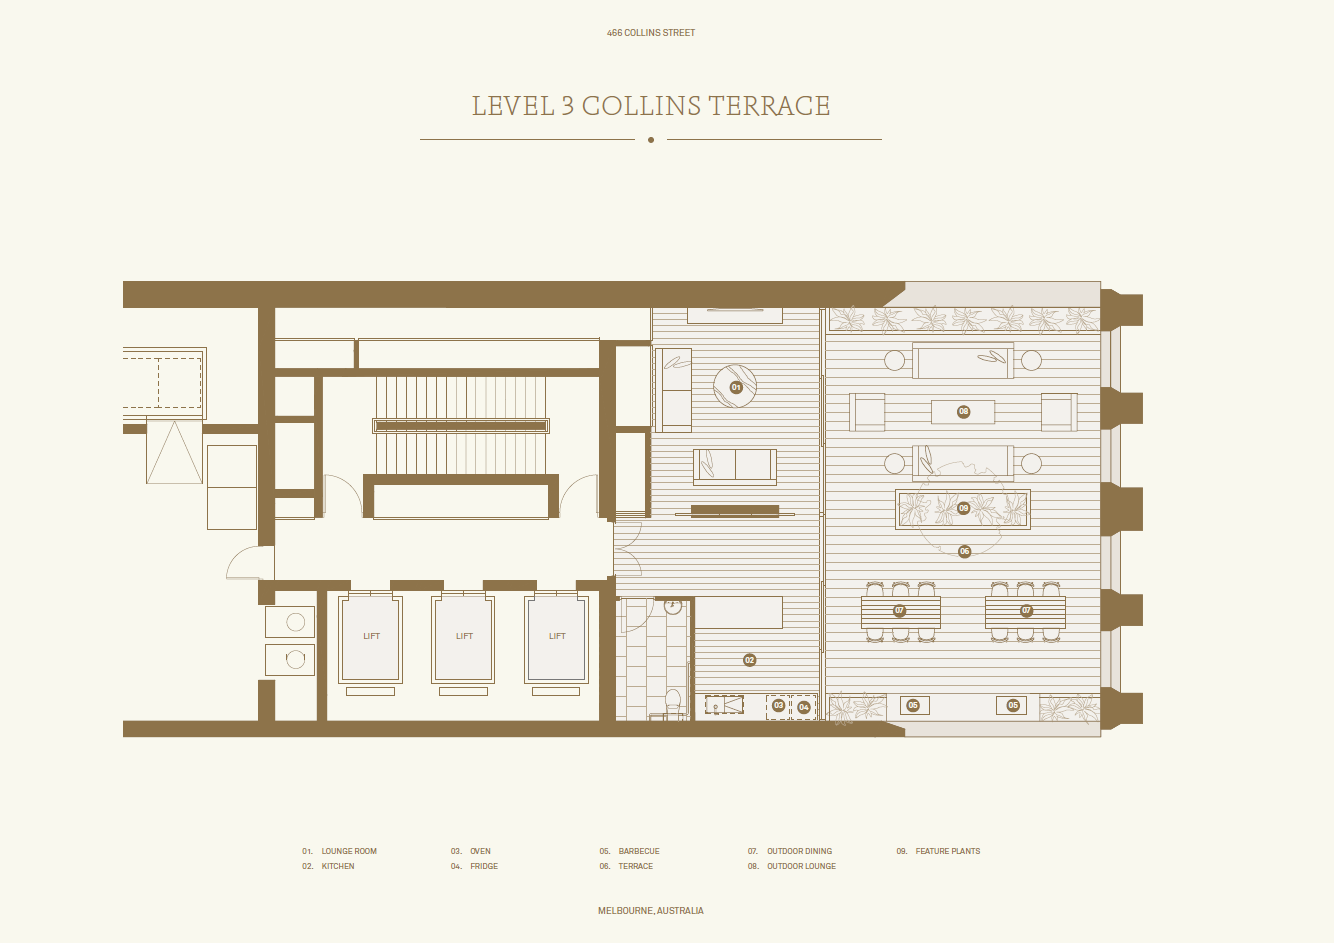 466 COLLINS STREET
LEVEL 3 COLLINS TERRACE
01
08
09
06
07 07
LIFT LIFT LIFT
02
03 04 05 05
01. LOUNGE ROOM 03. OVEN 05. BARBECUE 07. OUTDOOR DINING 09. FEATURE PLANTS
02. KITCHEN 04. FRIDGE 06. TERRACE 08. OUTDOOR LOUNGE
MELBOURNE, AUSTRALIA